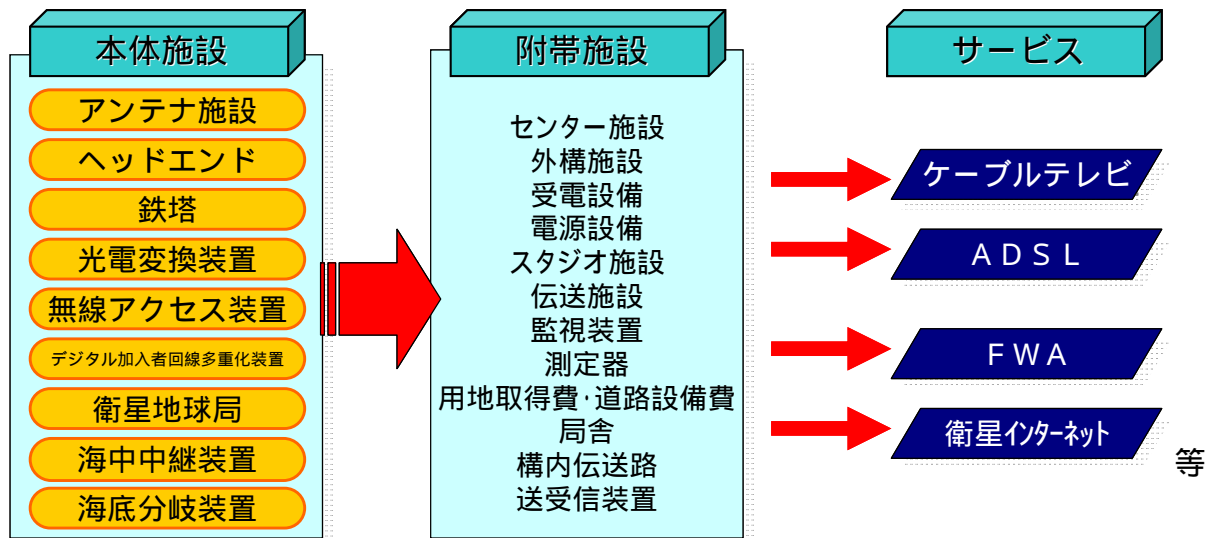 本体施設
アンテナ施設
ヘッドエンド
鉄塔
光電変換装置
無線アクセス装置
デジタル加入者回線多重化装置
衛星地球局
海中中継装置
海底分岐装置
附帯施設
センター施設
外構施設
受電設備
電源設備
スタジオ施設
伝送施設
監視装置
測定器
用地取得費・道路設備費
局舎
構内伝送路
送受信装置
サービス
ケーブルテレビ
ADSL
FWA
衛星インターネット
等